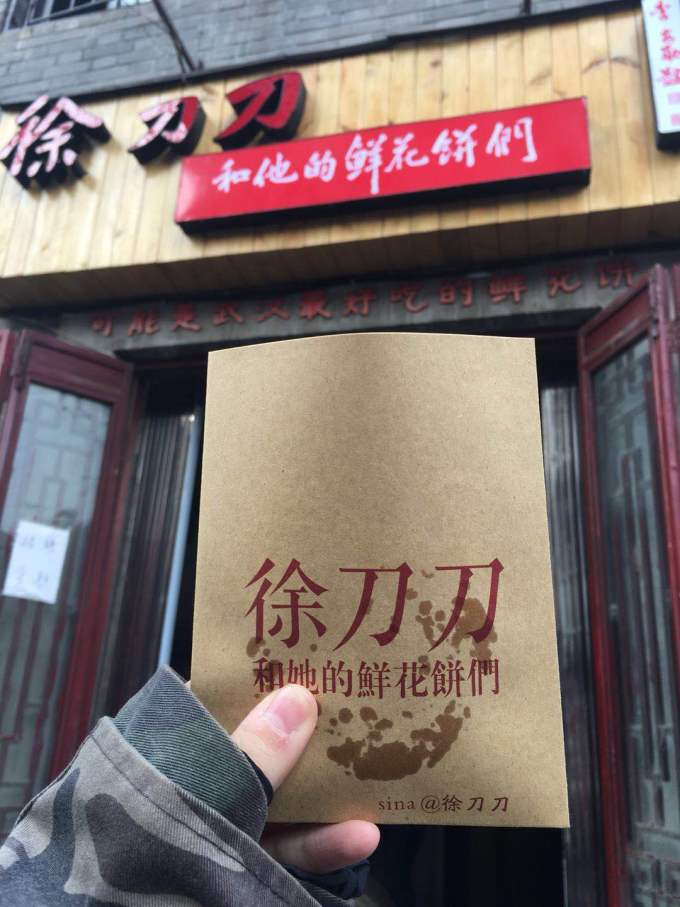 徐刀刀
和他的鮮花餅們
可能是武汉最好吃的鲜花饼
徐刀刀
和她的鮮花餅們
sina@徐刀刀